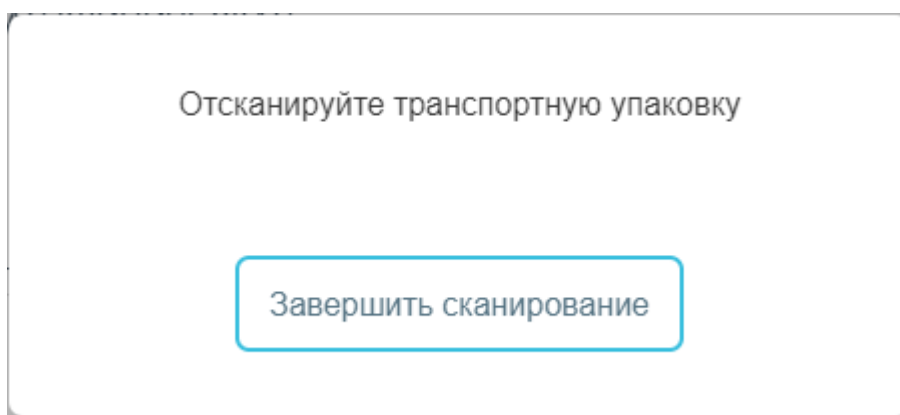 Отсканируйте транспортную упаковку
Завершить сканирование